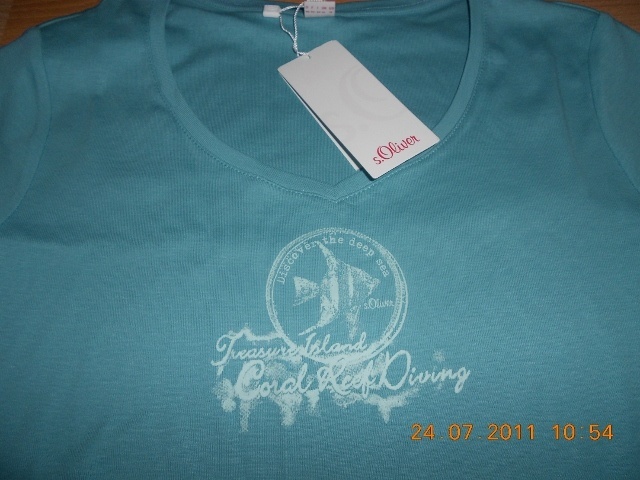 s.Oliver
Discover the deep sea
s.Oliver
Treasure Island
Coral Reef Diving
24.07.2011 10:54